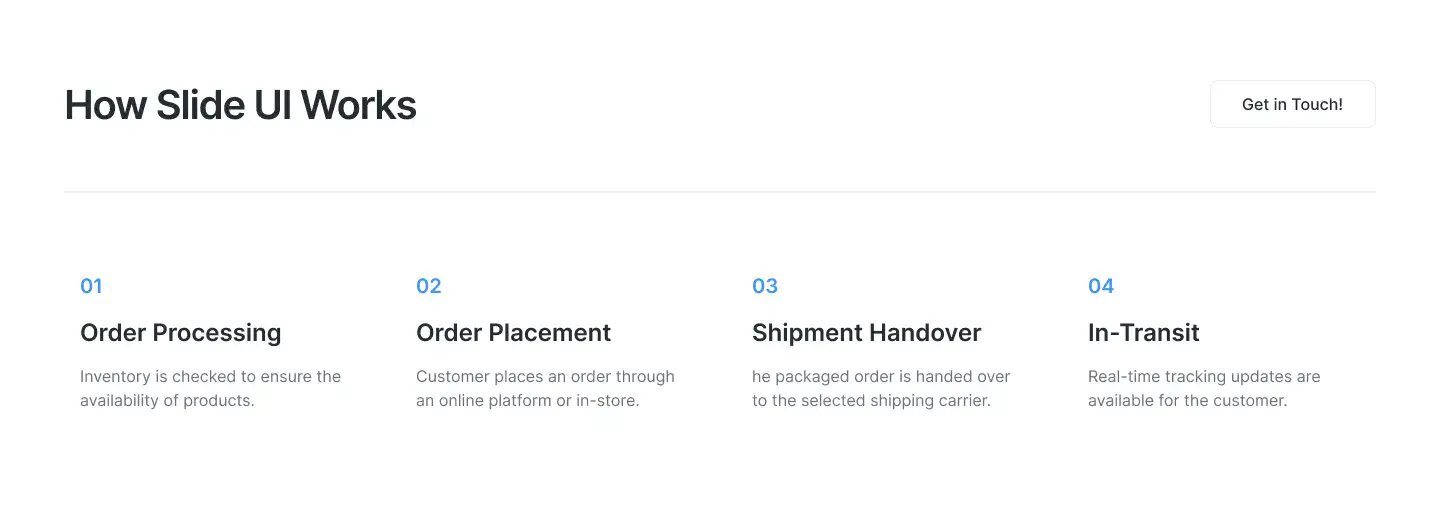 How Slide UI Works
Get in Touch!
01
Order Processing
Inventory is checked to ensure the
availability of products.
02
Order Placement
Customer places an order through
an online platform or in-store.
03
Shipment Handover
he packaged order is handed over
to the selected shipping carrier.
04
In-Transit
Real-time tracking updates are
available for the customer.